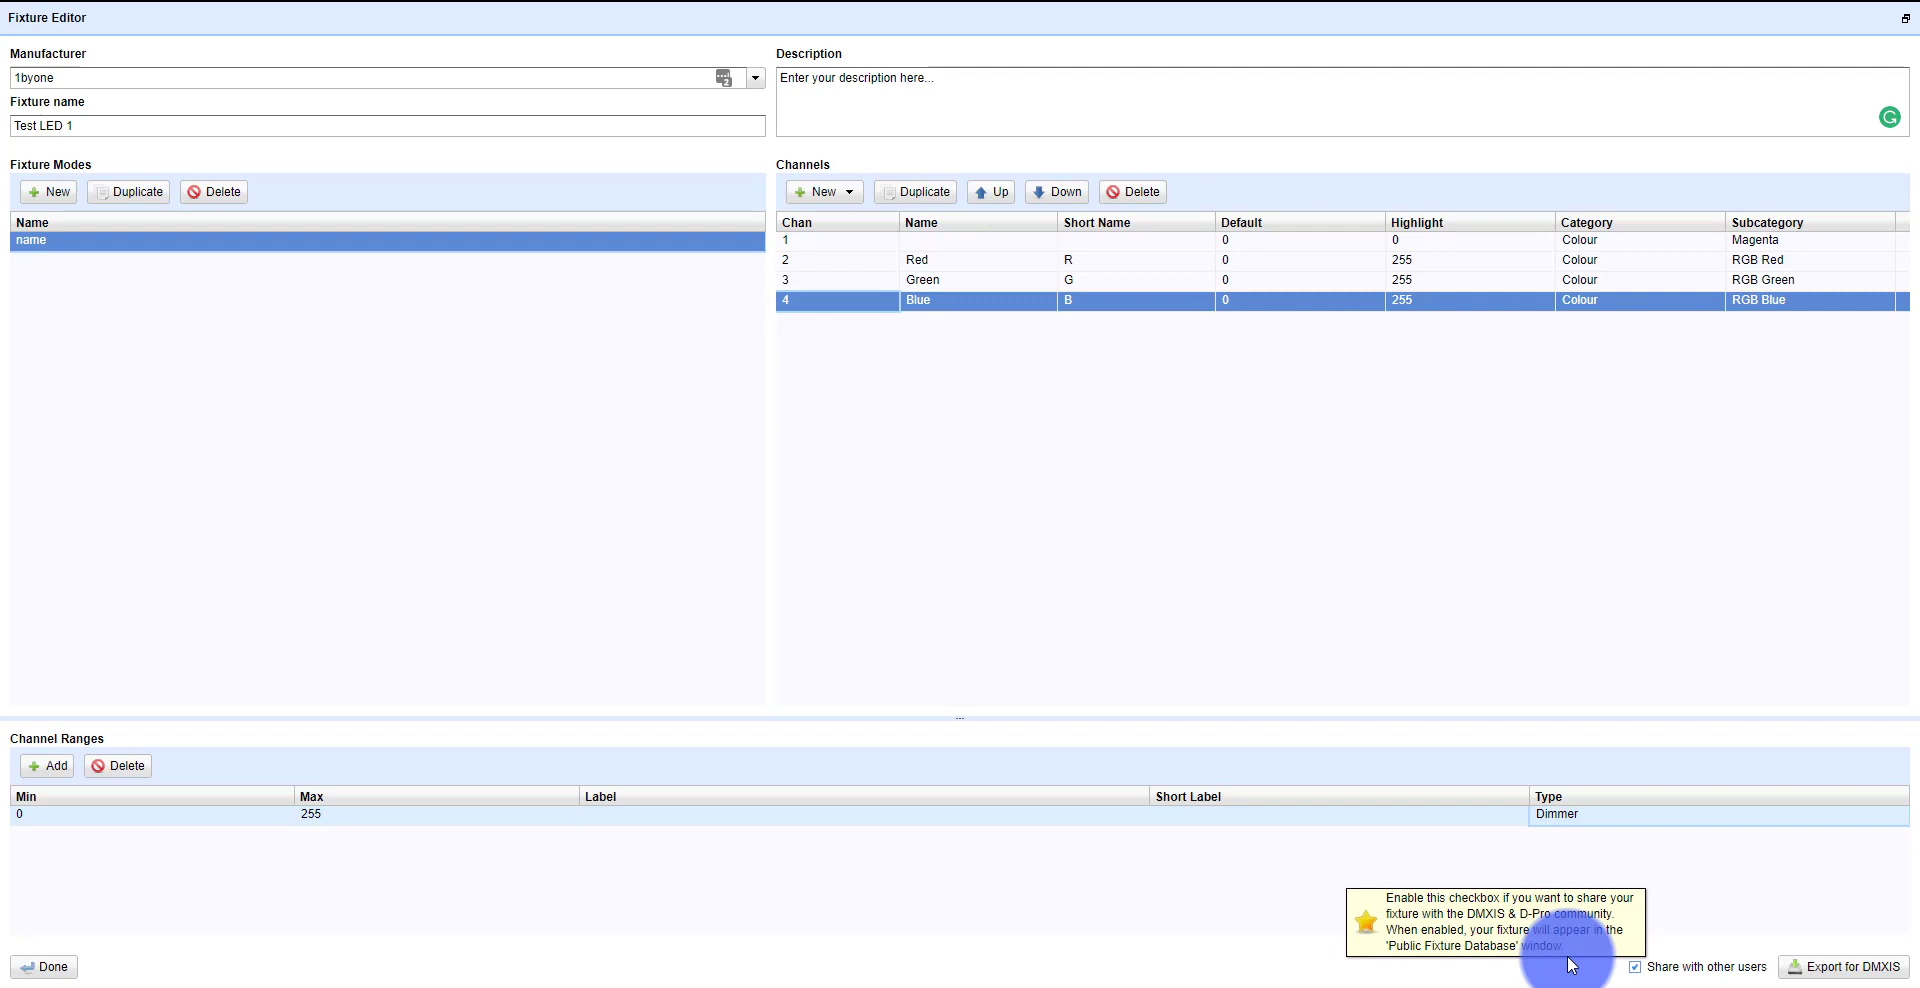 Fixture Editor
Manufacturer
Description
1byone
2
Enter your description here...
Fixture name
Test LED 1
Fixture Modes
Channels
New Duplicate Delete
New Duplicate Up Down Delete
Name
name
Chan Name Short Name Default Highlight Category Subcategory
1 0 0 Colour Magenta
2 Red R 0 255 Colour RGB Red
3 Green G 0 255 Colour RGB Green
4 Blue B 0 255 Colour RGB Blue
...
Channel Ranges
Add Delete
Min Max Label Short Label Type
0 255 Dimmer
Enable this checkbox if you want to share your
fixture with the DMXIS & D-Pro community.
When enabled, your fixture will appear in the
'Public Fixture Database' window.
Done
Share with other users
Export for DMXIS